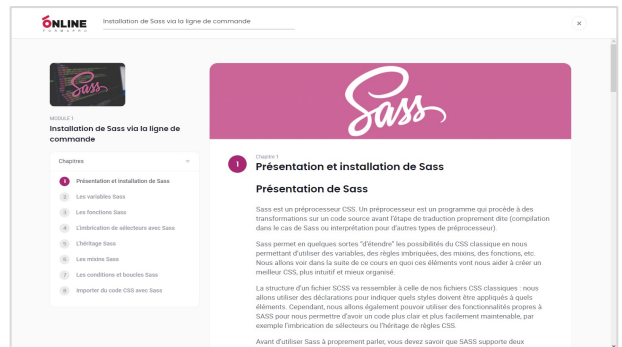 ONLINE
FORMAPRO
Installation de Sass via la ligne de commande
×
Sass
MODULE 1
Installation de Sass via la ligne de
commande
Chapitres
1 Présentation et installation de Sass
2 Les variables Sass
3 Les fonctions Sass
4 L'imbrication de sélecteurs avec Sass
5 L'héritage Sass
6 Les mixins Sass
7 Les conditions et boucles Sass
8 Importer du code CSS avec Sass
Sass
Chapitre 1
1 Présentation et installation de Sass
Présentation de Sass
Sass est un préprocesseur CSS. Un préprocesseur est un programme qui procède à des
transformations sur un code source avant l'étape de traduction proprement dite (compilation
dans le cas de Sass ou interprétation pour d'autres types de préprocesseur).
Sass permet en quelques sortes "d'étendre" les possibilités du CSS classique en nous
permettant d'utiliser des variables, des règles imbriquées, des mixins, des fonctions, etc.
Nous allons voir dans la suite de ce cours en quoi ces éléments vont nous aider à créer un
meilleur CSS, plus intuitif et mieux organisé.
La structure d'un fichier SCSS va ressembler à celle de nos fichiers CSS classiques : nous
allons utiliser des déclarations pour indiquer quels styles doivent être appliqués à quels
éléments. Cependant, nous allons également pouvoir utiliser des fonctionnalités propres à
SASS pour nous permettre d'avoir un code plus clair et plus facilement maintenable, par
exemple l'imbrication de sélecteurs ou l'héritage de règles CSS.
Avant d'utiliser Sass à proprement parler, vous devez savoir que SASS supporte deux